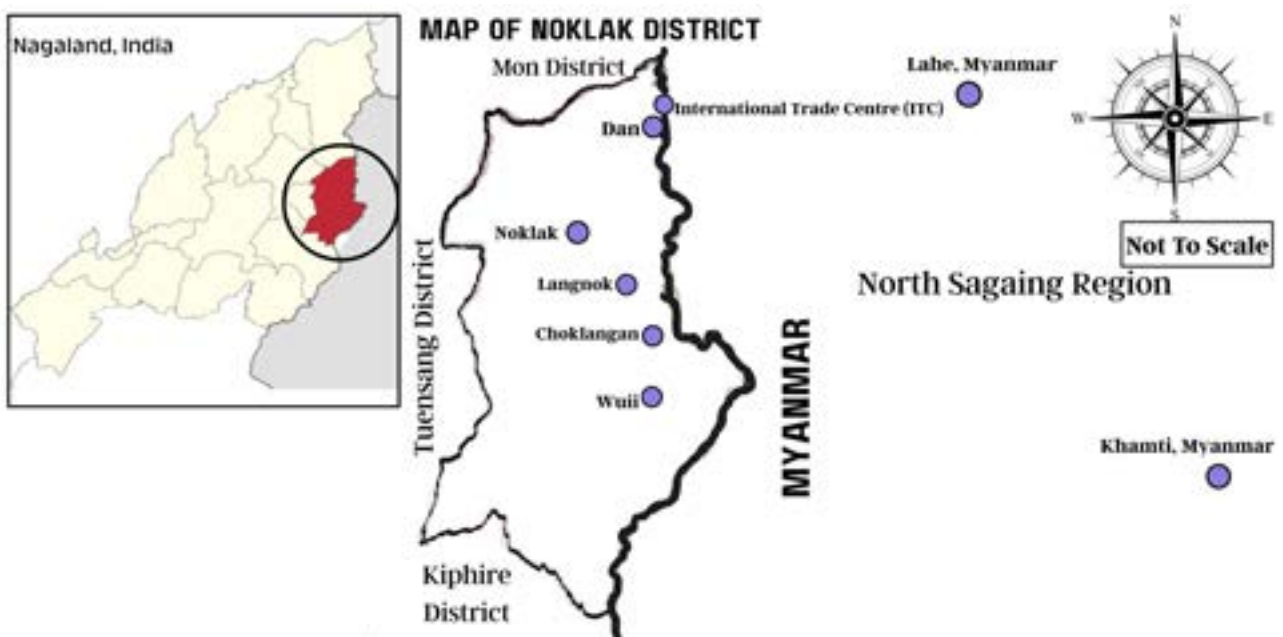 Nagaland, India
MAP OF NOKLAK DISTRICT
Mon District
Lahe, Myanmar
International Trade Centre (ITC)
Dan
N
W
E
S
Noklak
Not To Scale
Langnok
North Sagaing Region
Tuensang District
Choklangan
MYANMAR
Wuii
Khamti, Myanmar
Kiphire
District